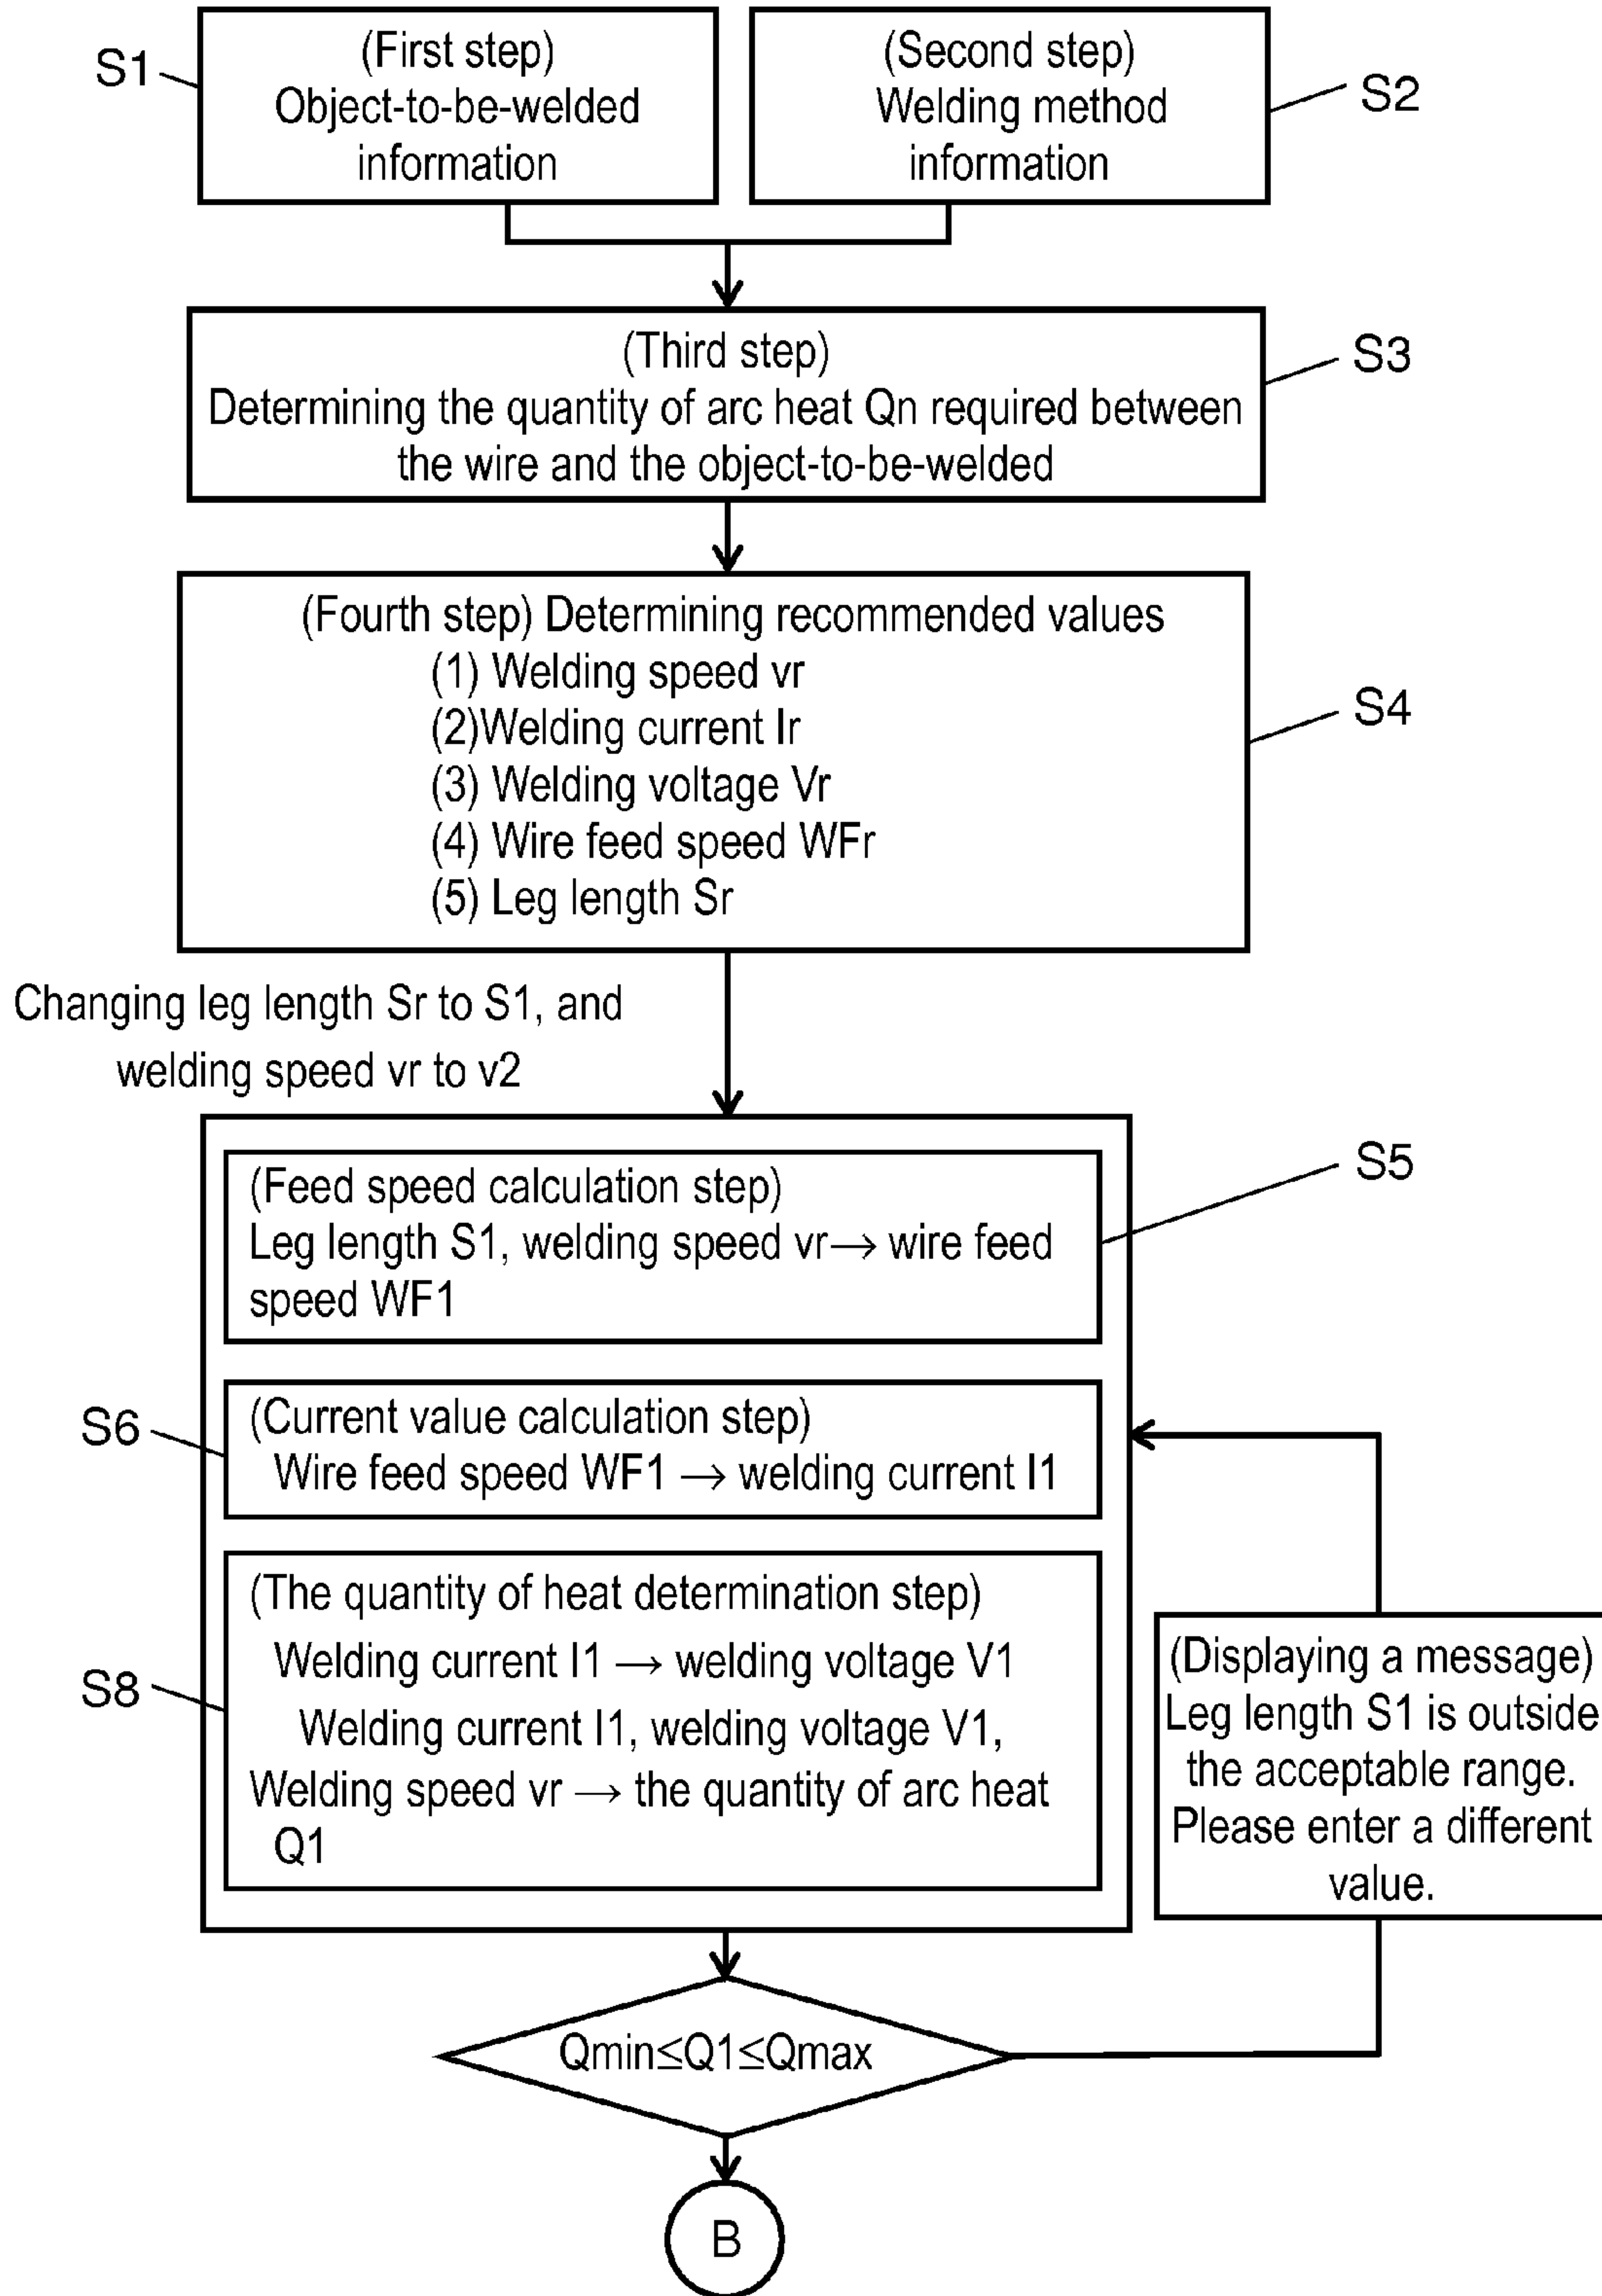 S1
(First step)
Object-to-be-welded
information
(Second step)
Welding method
information
S2
(Third step)
Determining the quantity of arc heat Qn required between
the wire and the object-to-be-welded
S3
(Fourth step) Determining recommended values
(1) Welding speed vr
(2)Welding current Ir
(3) Welding voltage Vr
(4) Wire feed speed WFr
(5) Leg length Sr
S4
Changing leg length Sr to S1, and
welding speed vr to v2
(Feed speed calculation step)
Leg length S1, welding speed vr→ wire feed
speed WF1
S5
S6
(Current value calculation step)
Wire feed speed WF1 → welding current I1
S8
(The quantity of heat determination step)
Welding current I1 → welding voltage V1
Welding current I1, welding voltage V1,
Welding speed vr → the quantity of arc heat
Q1
(Displaying a message)
Leg length S1 is outside
the acceptable range.
Please enter a different
value.
Qmin≤Q1≤Qmax
B